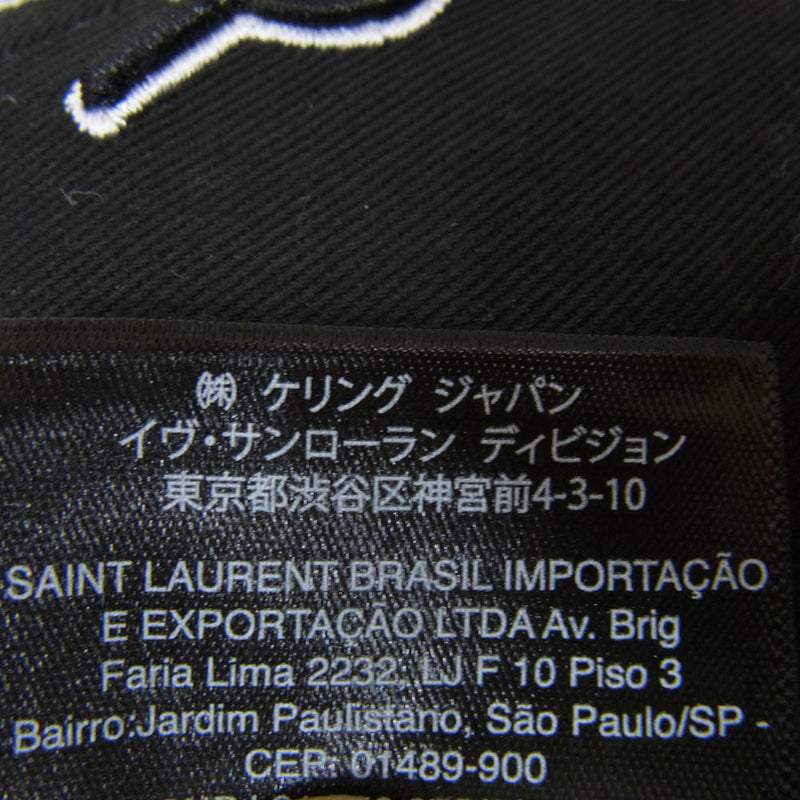 ㈱ ケリング ジャパン
イヴ・サンローラン ディビジョン
東京都渋谷区神宮前4-3-10
SAINT LAURENT BRASIL IMPORTAÇÃO
E EXPORTAÇÃO LTDA Av. Brig
Faria Lima 2232, LJ F 10 Piso 3
Bairro:Jardim Paulistano, São Paulo/SP -
CEP: 01489-900